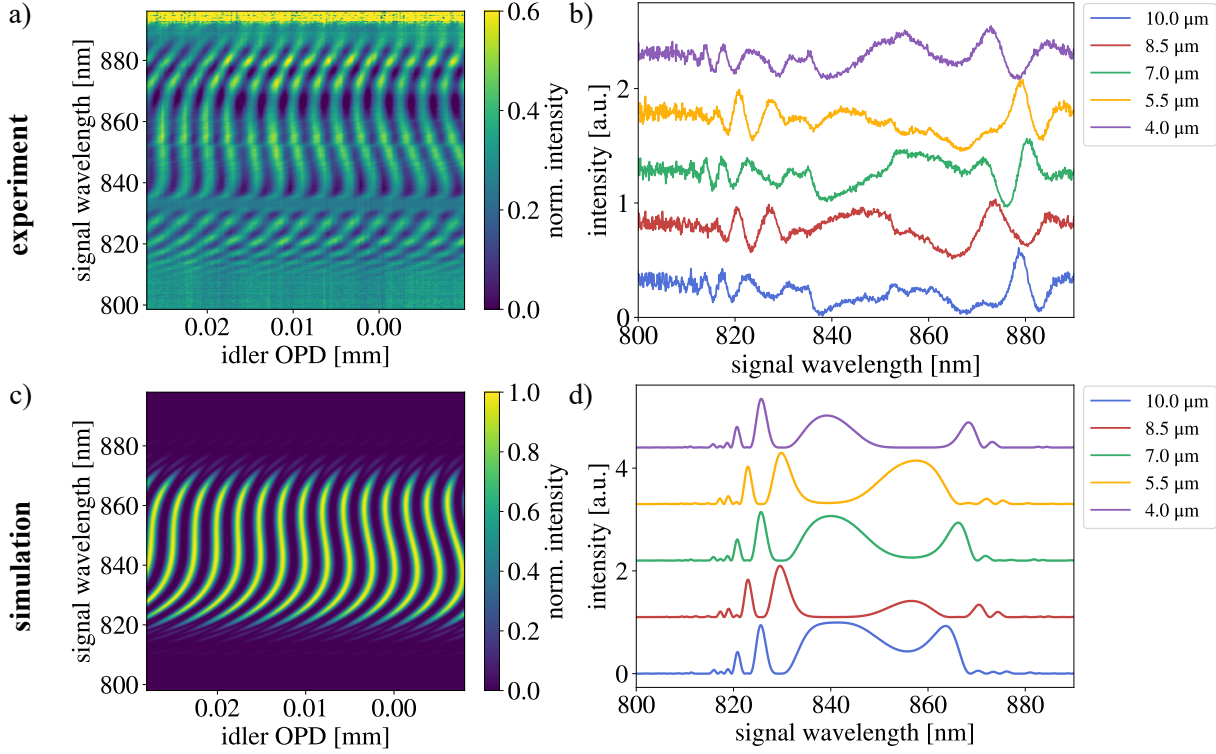 a)
experiment
signal wavelength [nm]
880
860
840
820
800
0.02
0.01
0.00
idler OPD [mm]
0.6
0.4
0.2
0.0
norm. intensity
b)
intensity [a.u.]
2
1
0
800
820
840
860
880
signal wavelength [nm]
10.0 μm
8.5 μm
7.0 μm
5.5 μm
4.0 μm
c)
simulation
signal wavelength [nm]
880
860
840
820
800
0.02
0.01
0.00
idler OPD [mm]
1.0
0.8
0.6
0.4
0.2
0.0
norm. intensity
d)
intensity [a.u.]
4
2
0
800
820
840
860
880
signal wavelength [nm]
10.0 μm
8.5 μm
7.0 μm
5.5 μm
4.0 μm